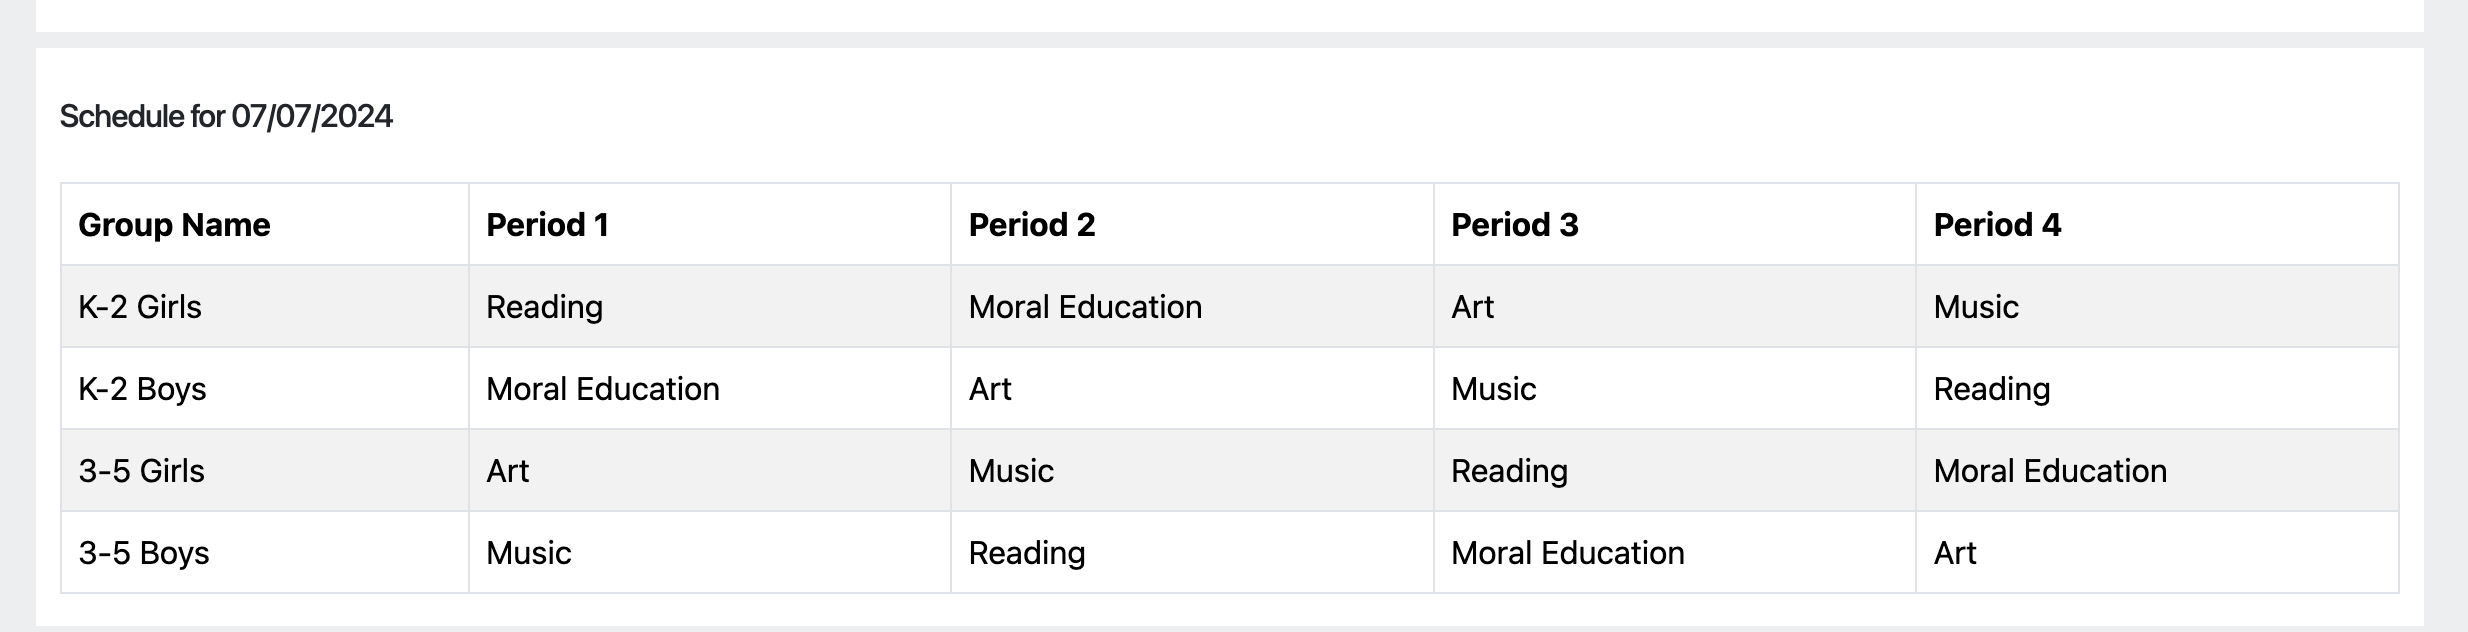 Schedule for 07/07/2024
Group Name Period 1 Period 2 Period 3 Period 4
K-2 Girls Reading Moral Education Art Music
K-2 Boys Moral Education Art Music Reading
3-5 Girls Art Music Reading Moral Education
3-5 Boys Music Reading Moral Education Art